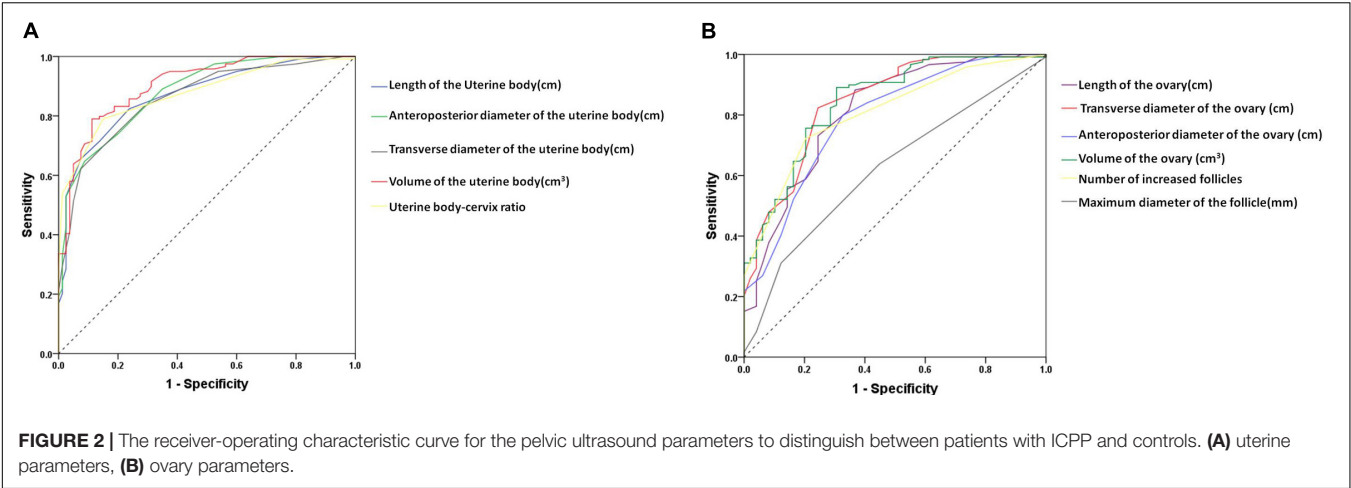 A
1.0
0.8
0.6
0.4
0.2
0.0
Sensitivity
0.0 0.2 0.4 0.6 0.8 1.0
1 - Specificity
Length of the Uterine body(cm)
Anteroposterior diameter of the uterine body(cm)
Transverse diameter of the uterine body(cm)
Volume of the uterine body(cm³)
Uterine body-cervix ratio
B
1.0
0.8
0.6
0.4
0.2
0.0
Sensitivity
0.0 0.2 0.4 0.6 0.8 1.0
1 - Specificity
Length of the ovary(cm)
Transverse diameter of the ovary (cm)
Anteroposterior diameter of the ovary (cm)
Volume of the ovary (cm³)
Number of increased follicles
Maximum diameter of the follicle(mm)
FIGURE 2 | The receiver-operating characteristic curve for the pelvic ultrasound parameters to distinguish between patients with ICPP and controls. (A) uterine
parameters, (B) ovary parameters.